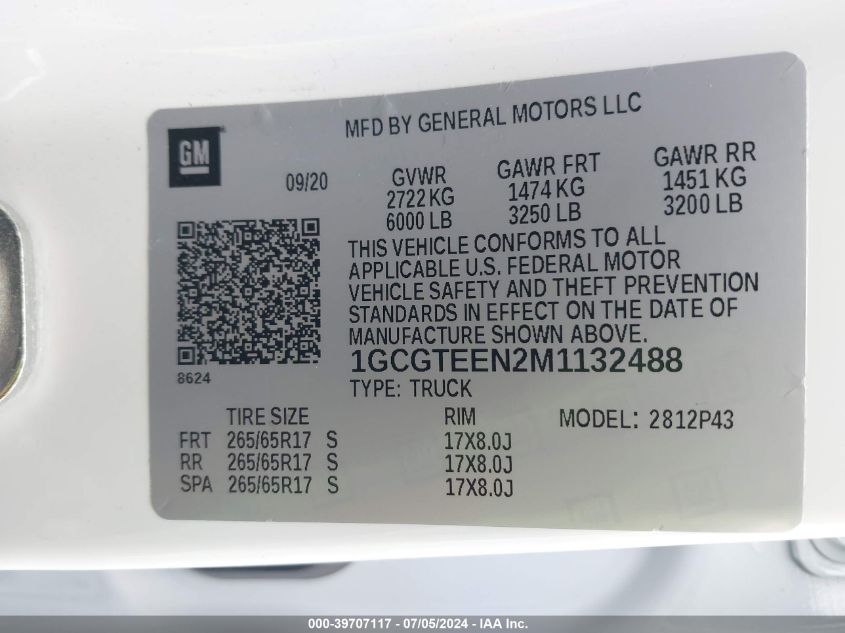 MFD BY GENERAL MOTORS LLC
GM
09/20
GVWR GAWR FRT GAWR RR
2722 KG 1474 KG 1451 KG
6000 LB 3250 LB 3200 LB
THIS VEHICLE CONFORMS TO ALL
APPLICABLE U.S. FEDERAL MOTOR
VEHICLE SAFETY AND THEFT PREVENTION
STANDARDS IN EFFECT ON THE DATE OF
MANUFACTURE SHOWN ABOVE.
1GCGTEEN2M1132488
8624
TYPE: TRUCK
TIRE SIZE RIM MODEL: 2812P43
FRT 265/65R17 S 17X8.0J
RR 265/65R17 S 17X8.0J
SPA 265/65R17 S 17X8.0J
000-39707117 - 07/05/2024 - IAA Inc.